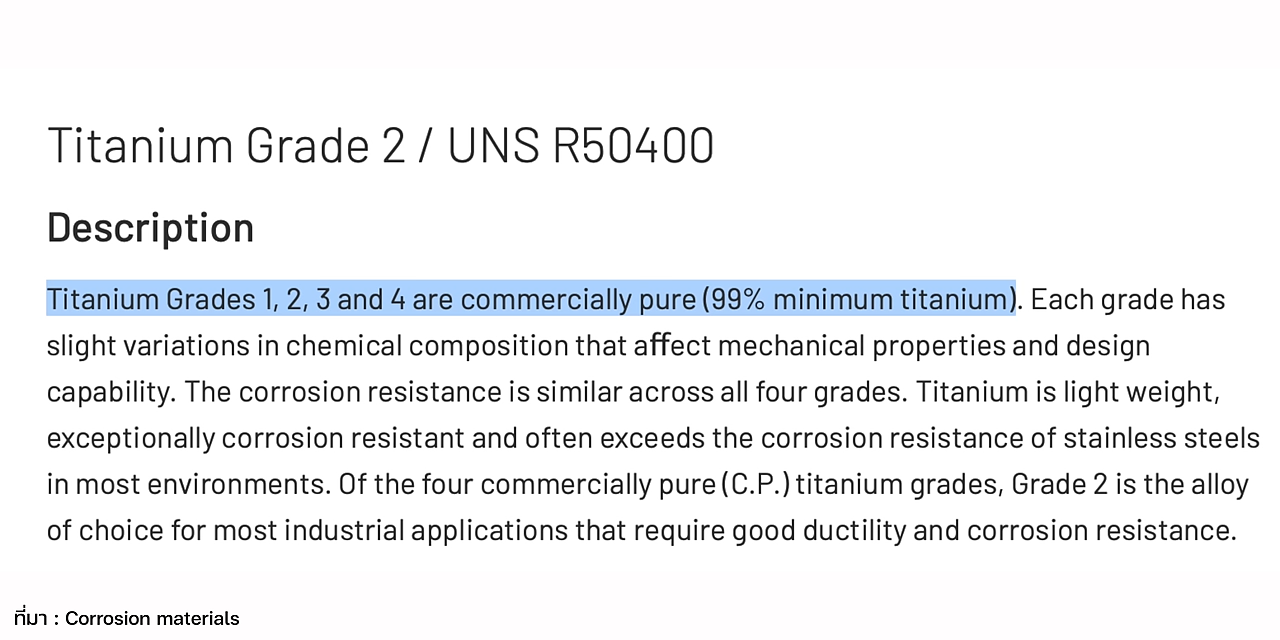 Titanium Grade 2 / UNS R50400
Description
Titanium Grades 1, 2, 3 and 4 are commercially pure (99% minimum titanium). Each grade has
slight variations in chemical composition that affect mechanical properties and design
capability. The corrosion resistance is similar across all four grades. Titanium is light weight,
exceptionally corrosion resistant and often exceeds the corrosion resistance of stainless steels
in most environments. Of the four commercially pure (C.P.) titanium grades, Grade 2 is the alloy
of choice for most industrial applications that require good ductility and corrosion resistance.
ที่มา : Corrosion materials